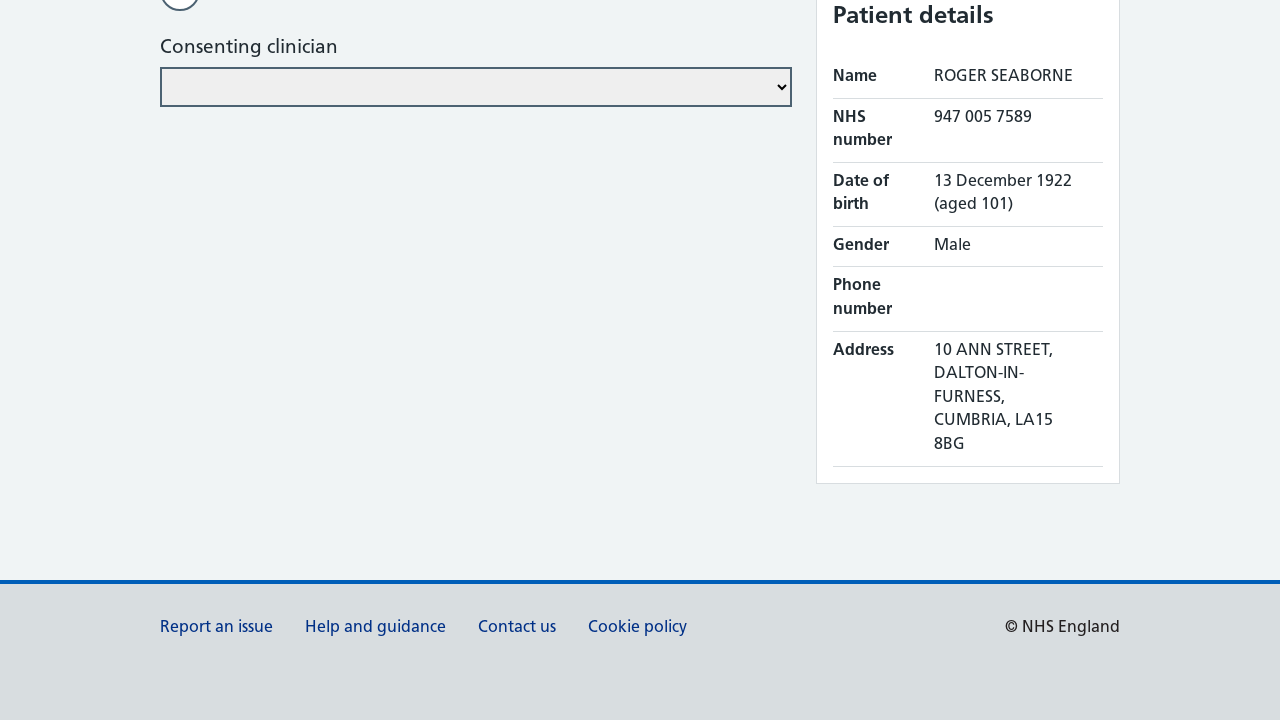 Consenting clinician
Patient details
Name ROGER SEABORNE
NHS 947 005 7589
number
Date of 13 December 1922
birth (aged 101)
Gender Male
Phone
number
Address 10 ANN STREET,
DALTON-IN-
FURNESS,
CUMBRIA, LA15
8BG
Report an issue Help and guidance Contact us Cookie policy © NHS England